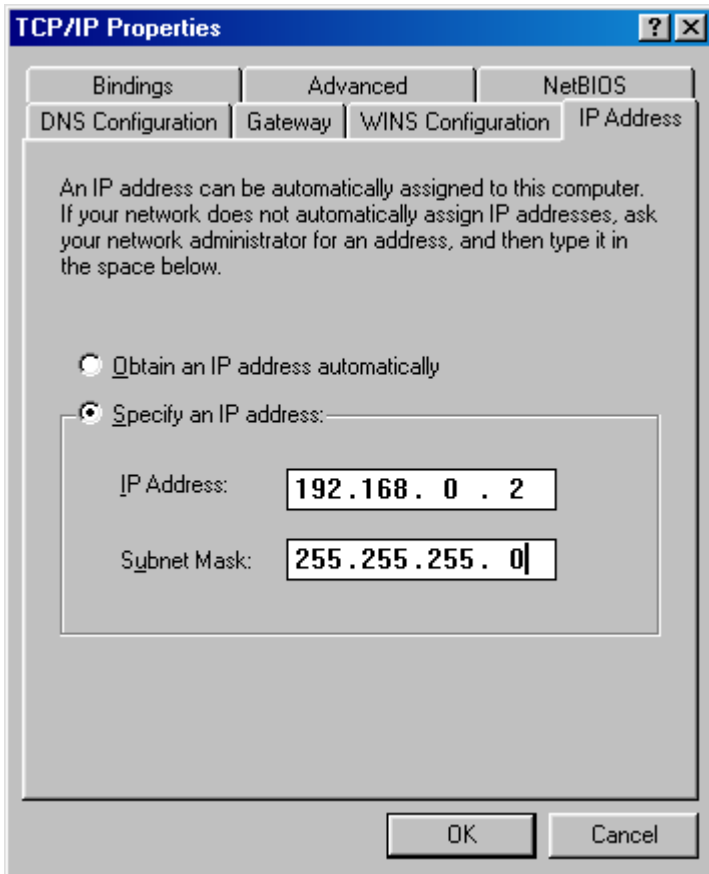 TCP/IP Properties
Bindings Advanced NetBIOS
DNS Configuration Gateway WINS Configuration IP Address
An IP address can be automatically assigned to this computer.
If your network does not automatically assign IP addresses, ask
your network administrator for an address, and then type it in
the space below.
Obtain an IP address automatically
Specify an IP address:
IP Address: 192.168. 0 . 2
Subnet Mask: 255.255.255. 0
OK Cancel